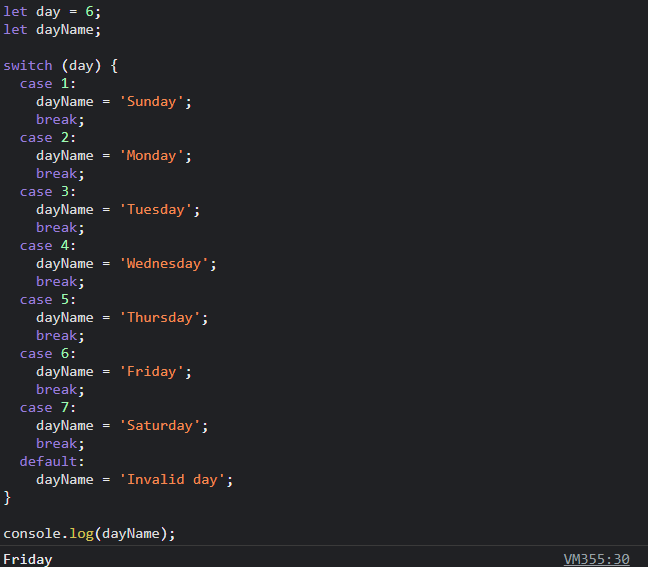 let day = 6;
let dayName;

switch (day) {
  case 1:
    dayName = 'Sunday';
    break;
  case 2:
    dayName = 'Monday';
    break;
  case 3:
    dayName = 'Tuesday';
    break;
  case 4:
    dayName = 'Wednesday';
    break;
  case 5:
    dayName = 'Thursday';
    break;
  case 6:
    dayName = 'Friday';
    break;
  case 7:
    dayName = 'Saturday';
    break;
  default:
    dayName = 'Invalid day';
}

console.log(dayName);
Friday VM355:30